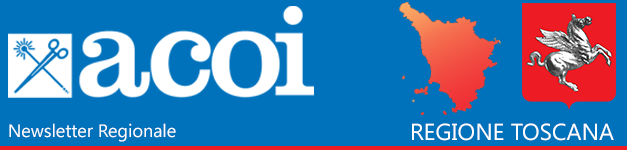 acoi
Newsletter Regionale
REGIONE TOSCANA